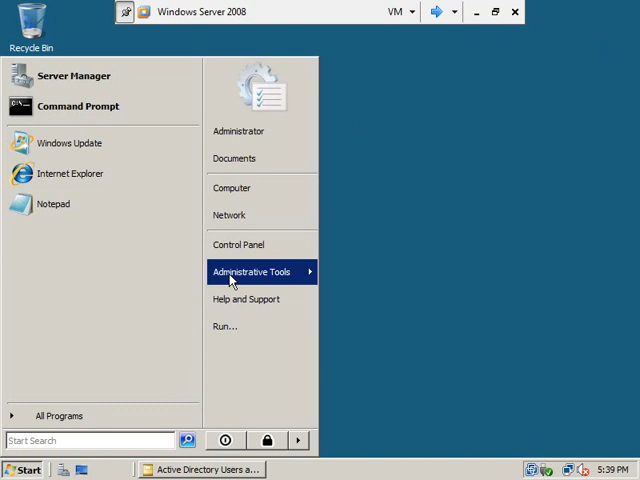 Windows Server 2008
VM
Recycle Bin
Server Manager
Command Prompt
Windows Update
Internet Explorer
Notepad
All Programs
Start Search
Administrator
Documents
Computer
Network
Control Panel
Administrative Tools
Help and Support
Run...
Start
Active Directory Users a...
5:39 PM